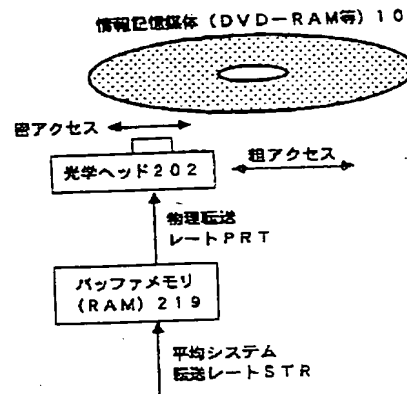 情報記憶媒体（DVD－RAM等）10
密アクセス
光学ヘッド202
粗アクセス
物理転送
レートPRT
バッファメモリ
(RAM) 219
平均システム
転送レートSTR